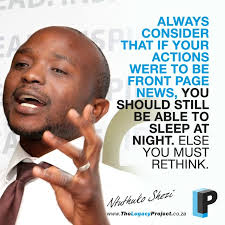 ALWAYS
CONSIDER
THAT IF YOUR
ACTIONS
WERE TO BE
FRONT PAGE
NEWS, YOU
SHOULD STILL
BE ABLE TO
SLEEP AT
NIGHT. ELSE
YOU MUST
RETHINK.
Ntuthuko Shezi
www.TheLegacyProject.co.za